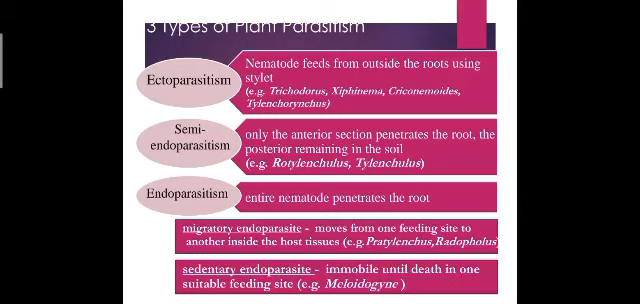 3 Types of Plant Parasitism
Ectoparasitism
Nematode feeds from outside the roots using
stylet
(e.g. Trichodorus, Xiphinema, Criconemoides,
Tylenchorynchus)
Semi-
endoparasitism
only the anterior section penetrates the root, the
posterior remaining in the soil
(e.g. Rotylenchulus, Tylenchulus)
Endoparasitism
entire nematode penetrates the root
migratory endoparasite - moves from one feeding site to
another inside the host tissues (e.g.Pratylenchus,Radopholus)
sedentary endoparasite - immobile until death in one
suitable feeding site (e.g. Meloidogyne )